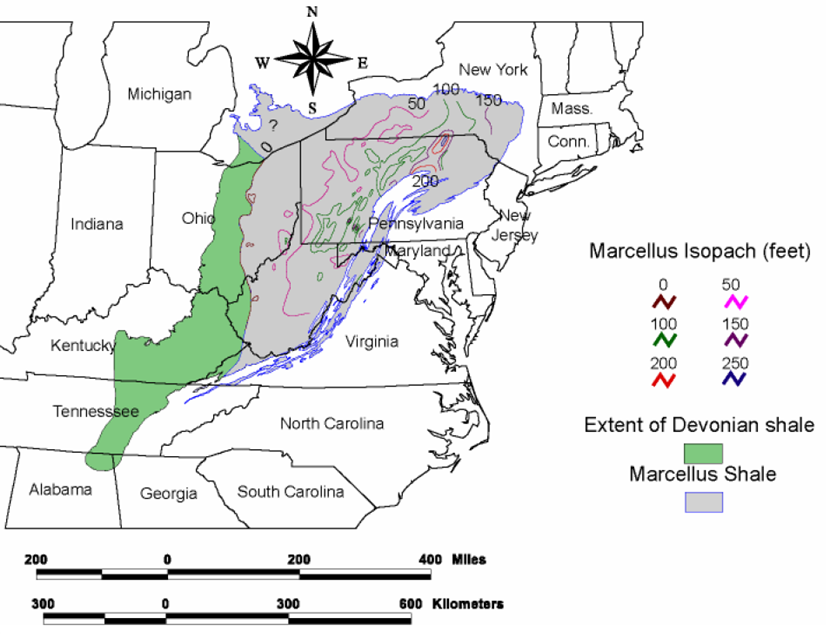 N
W E
S
New York
Michigan
100
50
150
Mass.
?
0
Conn.
200
Indiana
Ohio
Pennsylvania
New
Jersey
Maryland
Kentucky
Virginia
Tennesssee
North Carolina
Alabama
Georgia
South Carolina
Marcellus Isopach (feet)
0 50
100 150
200 250
Extent of Devonian shale
Marcellus Shale
200 0 200 400 Miles
300 0 300 600 Kilometers